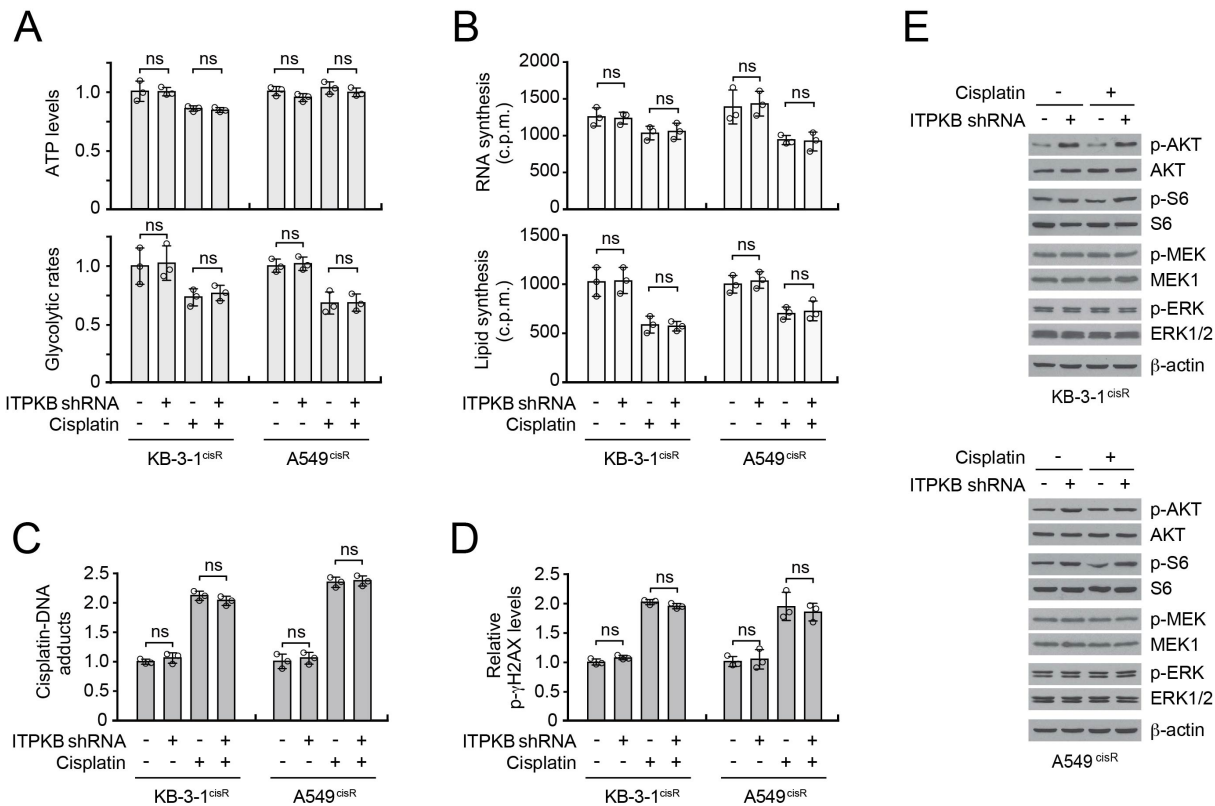 A
ATP levels
1.0
0.5
0
ns ns ns ns
Glycolytic rates
1.0
0.5
0
ns ns ns ns
ITPKB shRNA - + - + - + - +
Cisplatin - - + + - - + +
KB-3-1cisR A549cisR
B
RNA synthesis
(c.p.m.)
2000
1500
1000
500
0
ns ns ns ns
Lipid synthesis
(c.p.m.)
1000
500
0
ns ns ns ns
- + - + - + - +
- - + + - - + +
KB-3-1cisR A549cisR
C
Cisplatin-DNA
adducts
2.5
2.0
1.5
1.0
0.5
0
ns ns ns ns
ITPKB shRNA - + - + - + - +
Cisplatin - - + + - - + +
KB-3-1cisR A549cisR
D
Relative
p-γH2AX levels
2.5
2.0
1.5
1.0
0.5
0
ns ns ns ns
ITPKB shRNA - + - + - + - +
Cisplatin - - + + - - + +
KB-3-1cisR A549cisR
E
Cisplatin - +
ITPKB shRNA - + - +
p-AKT
AKT
p-S6
S6
p-MEK
MEK1
p-ERK
ERK1/2
β-actin
KB-3-1cisR
Cisplatin - +
ITPKB shRNA - + - +
p-AKT
AKT
p-S6
S6
p-MEK
MEK1
p-ERK
ERK1/2
β-actin
A549cisR